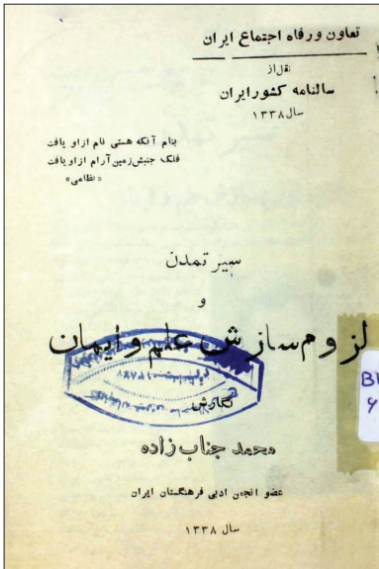 تعاون و رفاه اجتماع ایران
نقل از
سالنامه کشور ایران
سال ۱۳۳۸
بنام آنکه هستی نام ازاو یافت
فلک جنبش زمین آرام ازاو یافت
«نظامی»
سیر تمدن
و
لزوم سازش علم و ایمان
نگارش
محمد جناب زاده
عضو انجمن ادبی فرهنگستان ایران
سال ۱۳۳۸